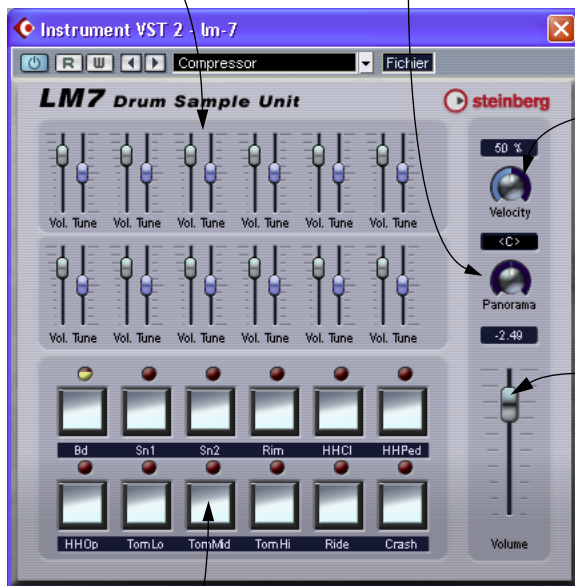 Instrument VST 2 - lm-7
R W Compressor Fichier
LM7 Drum Sample Unit
steinberg
50 %
Velocity
<C>
Panorama
-2.49
Vol. Tune Vol. Tune Vol. Tune Vol. Tune Vol. Tune Vol. Tune
Vol. Tune Vol. Tune Vol. Tune Vol. Tune Vol. Tune Vol. Tune
Bd Sn1 Sn2 Rim HHCl HHPed
HHOp TomLo TomMid TomHi Ride Crash
Volume